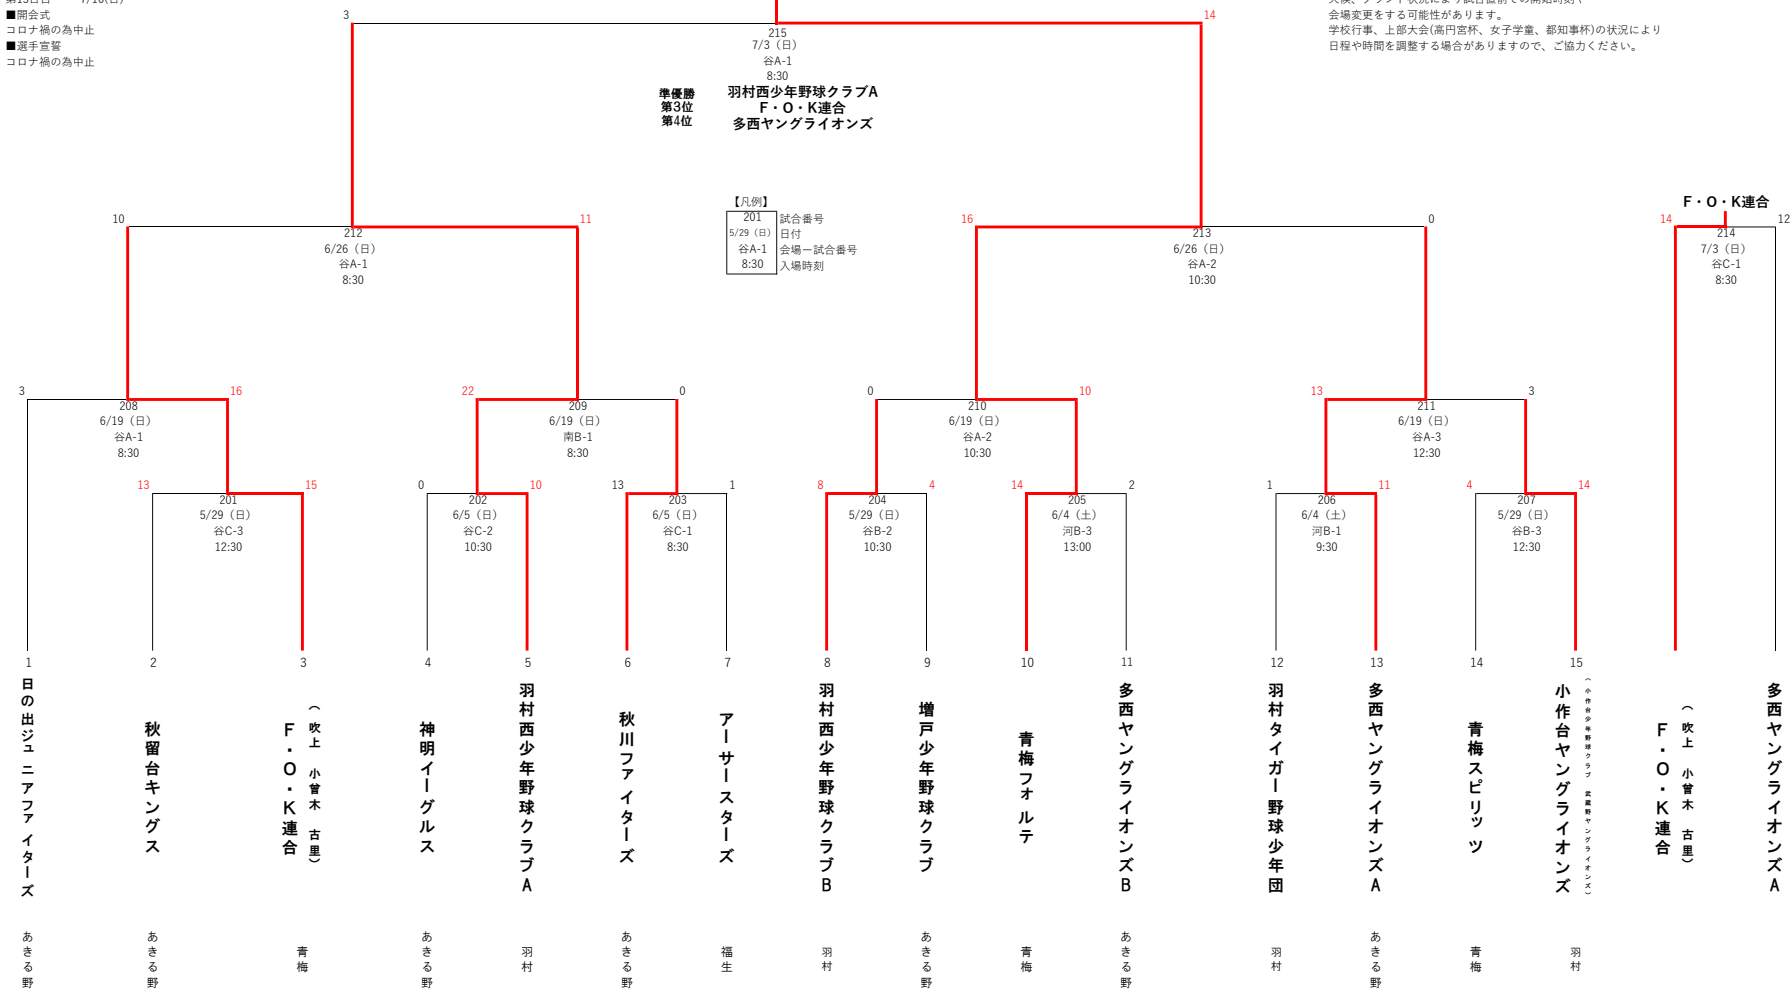 ■開会式
コロナ禍の為中止
■選手宣誓
コロナ禍の為中止
会場変更をする可能性があります。
学校行事、上部大会(高円宮杯、女子学童、都知事杯)の状況により
日程や時間を調整する場合がありますので、ご協力ください。
3
14
215
7/3（日）
谷A-1
8:30
準優勝 羽村西少年野球クラブA
第3位 F・O・K連合
第4位 多西ヤングライオンズ
【凡例】
201 試合番号
5/29（日） 日付
谷A-1 会場ー試合番号
8:30 入場時刻
F・O・K連合
10 11
212
6/26（日）
谷A-1
8:30
16 0
213
6/26（日）
谷A-2
10:30
14 12
214
7/3（日）
谷C-1
8:30
3 16
208
6/19（日）
谷A-1
8:30
22 0
209
6/19（日）
南B-1
8:30
0 10
210
6/19（日）
谷A-2
10:30
13 3
211
6/19（日）
谷A-3
12:30
13 15
201
5/29（日）
谷C-3
12:30
0 10
202
6/5（日）
谷C-2
10:30
13 1
203
6/5（日）
谷C-1
8:30
8 4
204
5/29（日）
谷B-2
10:30
14 2
205
6/4（土）
河B-3
13:00
1 11
206
6/4（土）
河B-1
9:30
4 14
207
5/29（日）
谷B-3
12:30
1 2 3 4 5 6 7 8 9 10 11 12 13 14 15
日の出ジュニアファイターズ
秋留台キングス
F・O・K連合
（吹上 小曾木 古里）
神明イーグルス
羽村西少年野球クラブA
秋川ファイターズ
アーサースターズ
羽村西少年野球クラブB
増戸少年野球クラブ
青梅フォルテ
多西ヤングライオンズB
羽村タイガー野球少年団
多西ヤングライオンズA
青梅スピリッツ
小作台ヤングライオンズ
（小作台少年野球クラブ 武蔵野ヤングライオンズ）
F・O・K連合
（吹上 小曾木 古里）
多西ヤングライオンズA
あきる野
あきる野
青梅
あきる野
羽村
あきる野
福生
羽村
あきる野
青梅
あきる野
羽村
あきる野
青梅
羽村